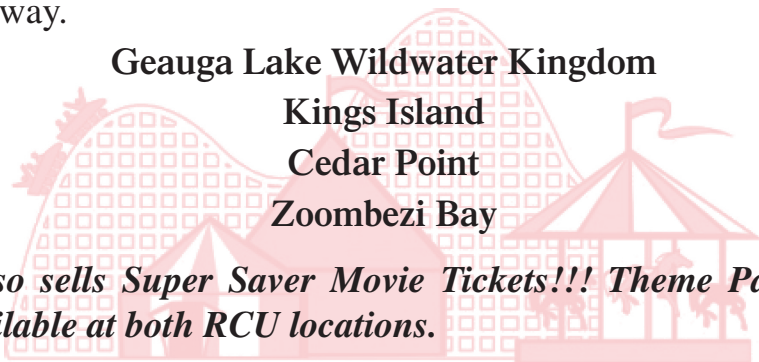 way.
Geauga Lake Wildwater Kingdom
Kings Island
Cedar Point
Zoombezi Bay
so sells Super Saver Movie Tickets!!! Theme Pa
ilable at both RCU locations.